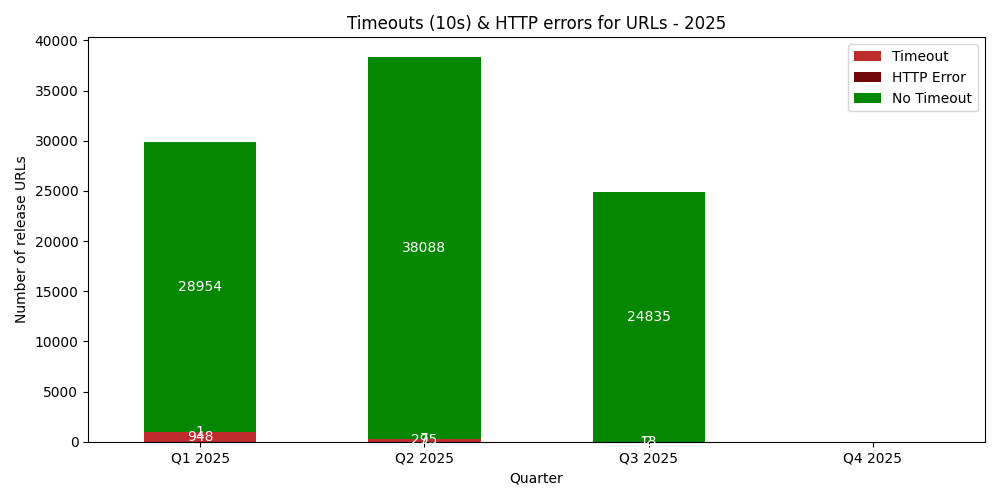 Timeouts (10s) & HTTP errors for URLs - 2025
Number of release URLs
40000
35000
30000
25000
20000
15000
10000
5000
0
Timeout
HTTP Error
No Timeout
28954
1
948
38088
295
24835
Q1 2025
Q2 2025
Q3 2025
Q4 2025
Quarter